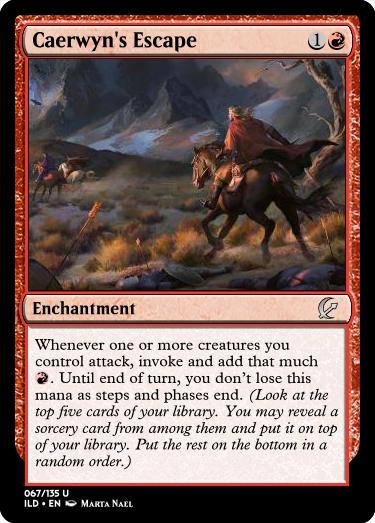 Caerwyn's Escape
1
Enchantment
Whenever one or more creatures you
control attack, invoke and add that much
. Until end of turn, you don't lose this
mana as steps and phases end. (Look at the
top five cards of your library. You may reveal a
sorcery card from among them and put it on top
of your library. Put the rest on the bottom in a
random order.)
067/135 U
ILD • EN Marta Nael